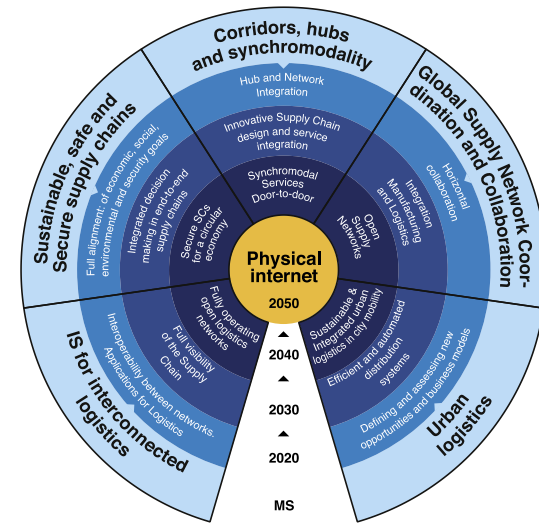 Corridors, hubs
and synchromodality
Hub and Network
Integration
Innovative Supply Chain
design and service
integration
Synchromodal
Services
Door-to-door
Global Supply Network Coor-
dination and Collaboration
Horizontal
collaboration
Integration
Manufacturing
and Logistics
Open
Supply
Networks
Urban
logistics
Defining and assessing new
opportunities and business models
Efficient and automated
distribution
systems
Sustainable &
Integrated urban
logistics in city mobility
IS for interconnected
logistics
Interoperability between networks.
Applications for Logistics
Full risibility
of the Supply
Chain
Fully operating
open logistics
networks
Sustainable, safe and
Secure supply chains
Full alignment: of economic, social,
environmental and security goals
Integrated decision
making in end-to-end
supply chains
Secure SCs
for a circular
economy
Physical
internet
2050
2040
2030
2020
MS